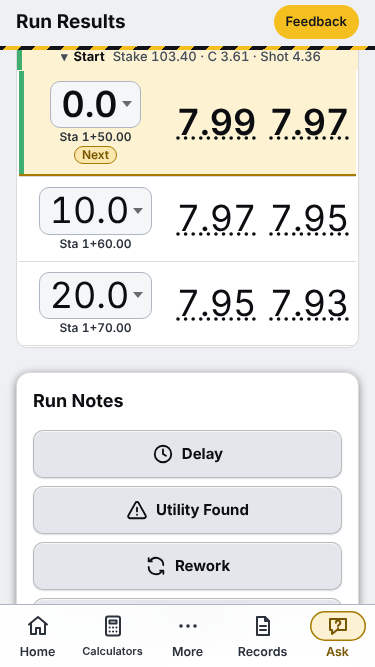 Run Results
Feedback
▾ Start Stake 103.40 · C 3.61 · Shot 4.36
0.0 7.99 7.97
Sta 1+50.00
Next
10.0 7.97 7.95
Sta 1+60.00
20.0 7.95 7.93
Sta 1+70.00
Run Notes
Delay
Utility Found
Rework
Home Calculators More Records Ask